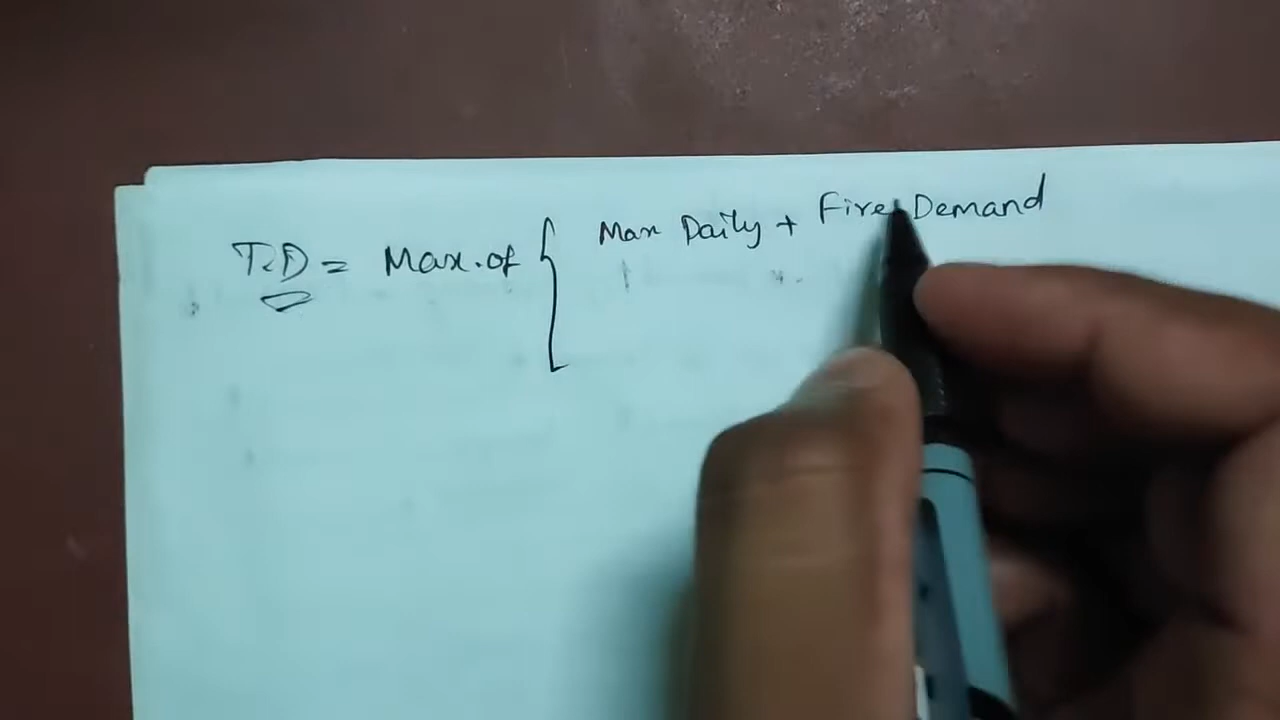 T.D = Max.of { Max Daily + Fire Demand